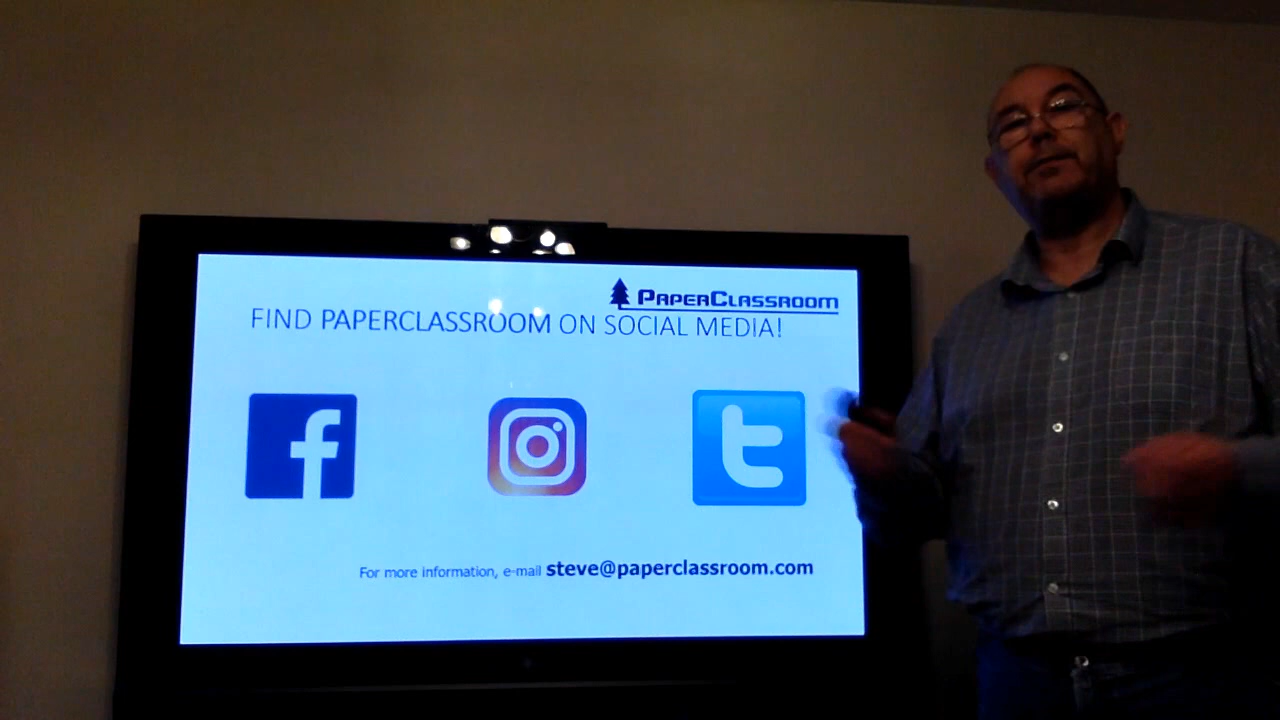 PAPERCLASSROOM
FIND PAPERCLASSROOM ON SOCIAL MEDIA!
f
t
For more information, e-mail steve@paperclassroom.com